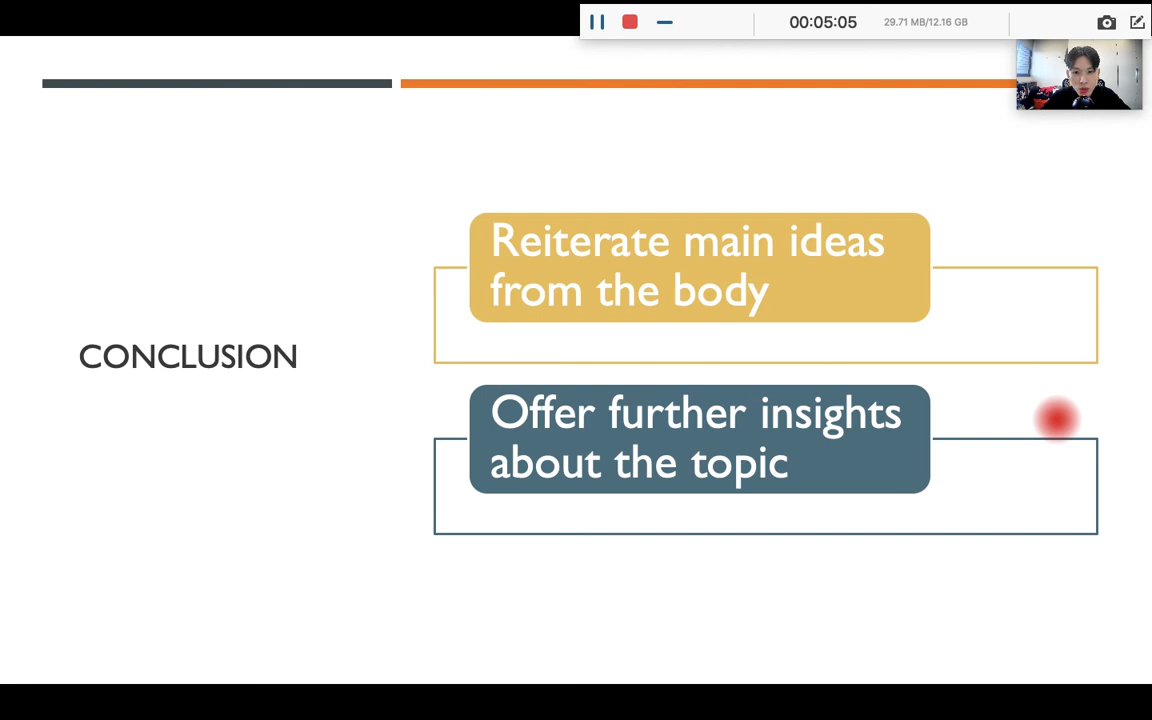 00:05:05
29.71 MB/12.16 GB
CONCLUSION
Reiterate main ideas
from the body
Offer further insights
about the topic